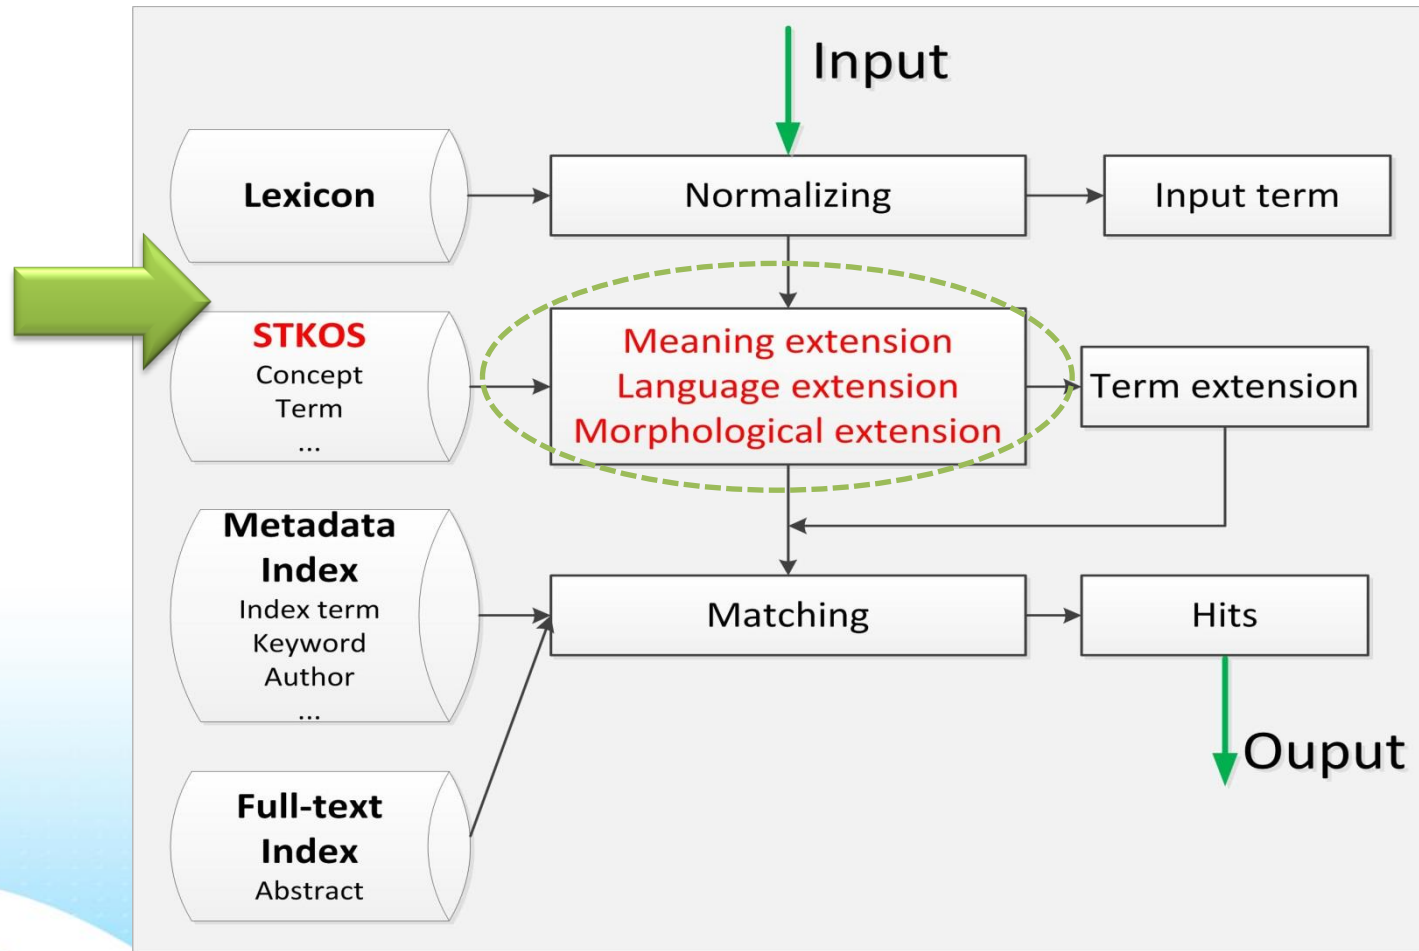 Input
Lexicon
Normalizing
Input term
STKOS
Concept
Term
...
Meaning extension
Language extension
Morphological extension
Term extension
Metadata
Index
Index term
Keyword
Author
...
Matching
Hits
Ouput
Full-text
Index
Abstract